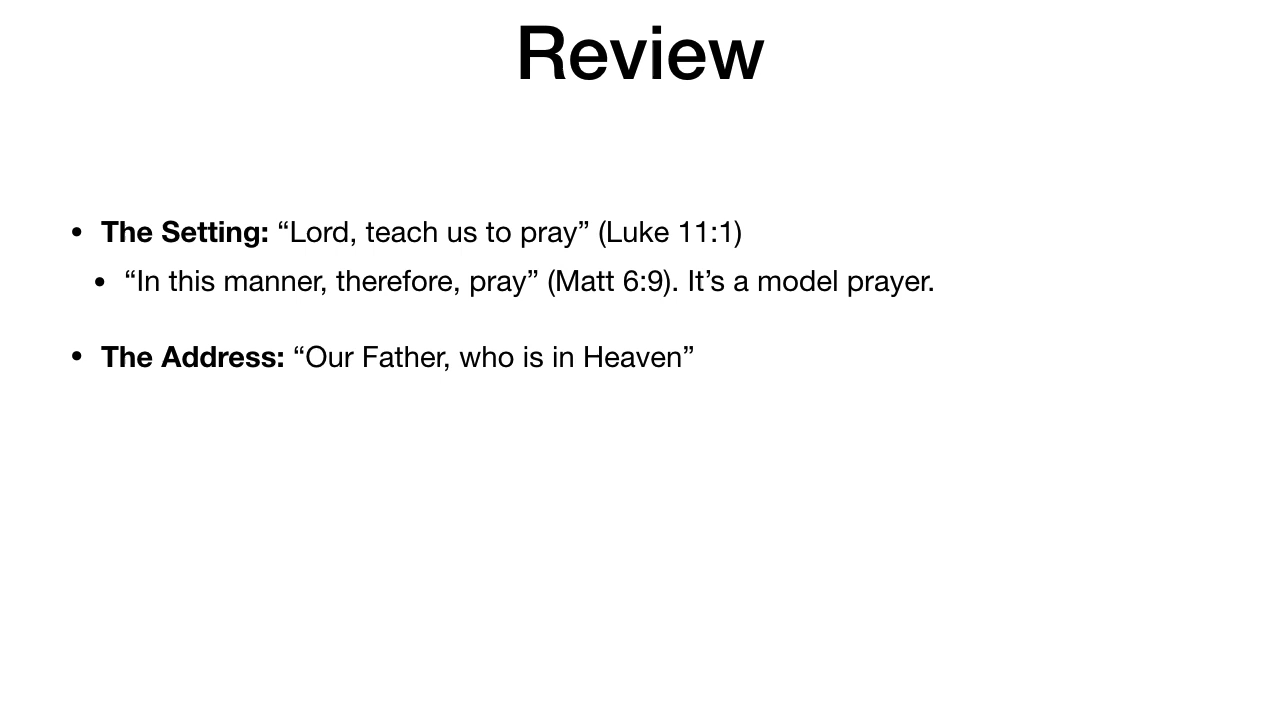 Review
• The Setting: “Lord, teach us to pray” (Luke 11:1)
• “In this manner, therefore, pray” (Matt 6:9). It’s a model prayer.
• The Address: “Our Father, who is in Heaven”